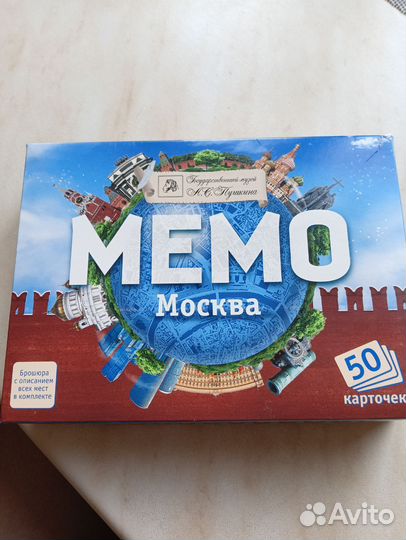 Государственный музей
А.С. Пушкина
МЕМО
Москва
Брошюра
с описанием
всех мест
в комплекте
50
карточек
Avito